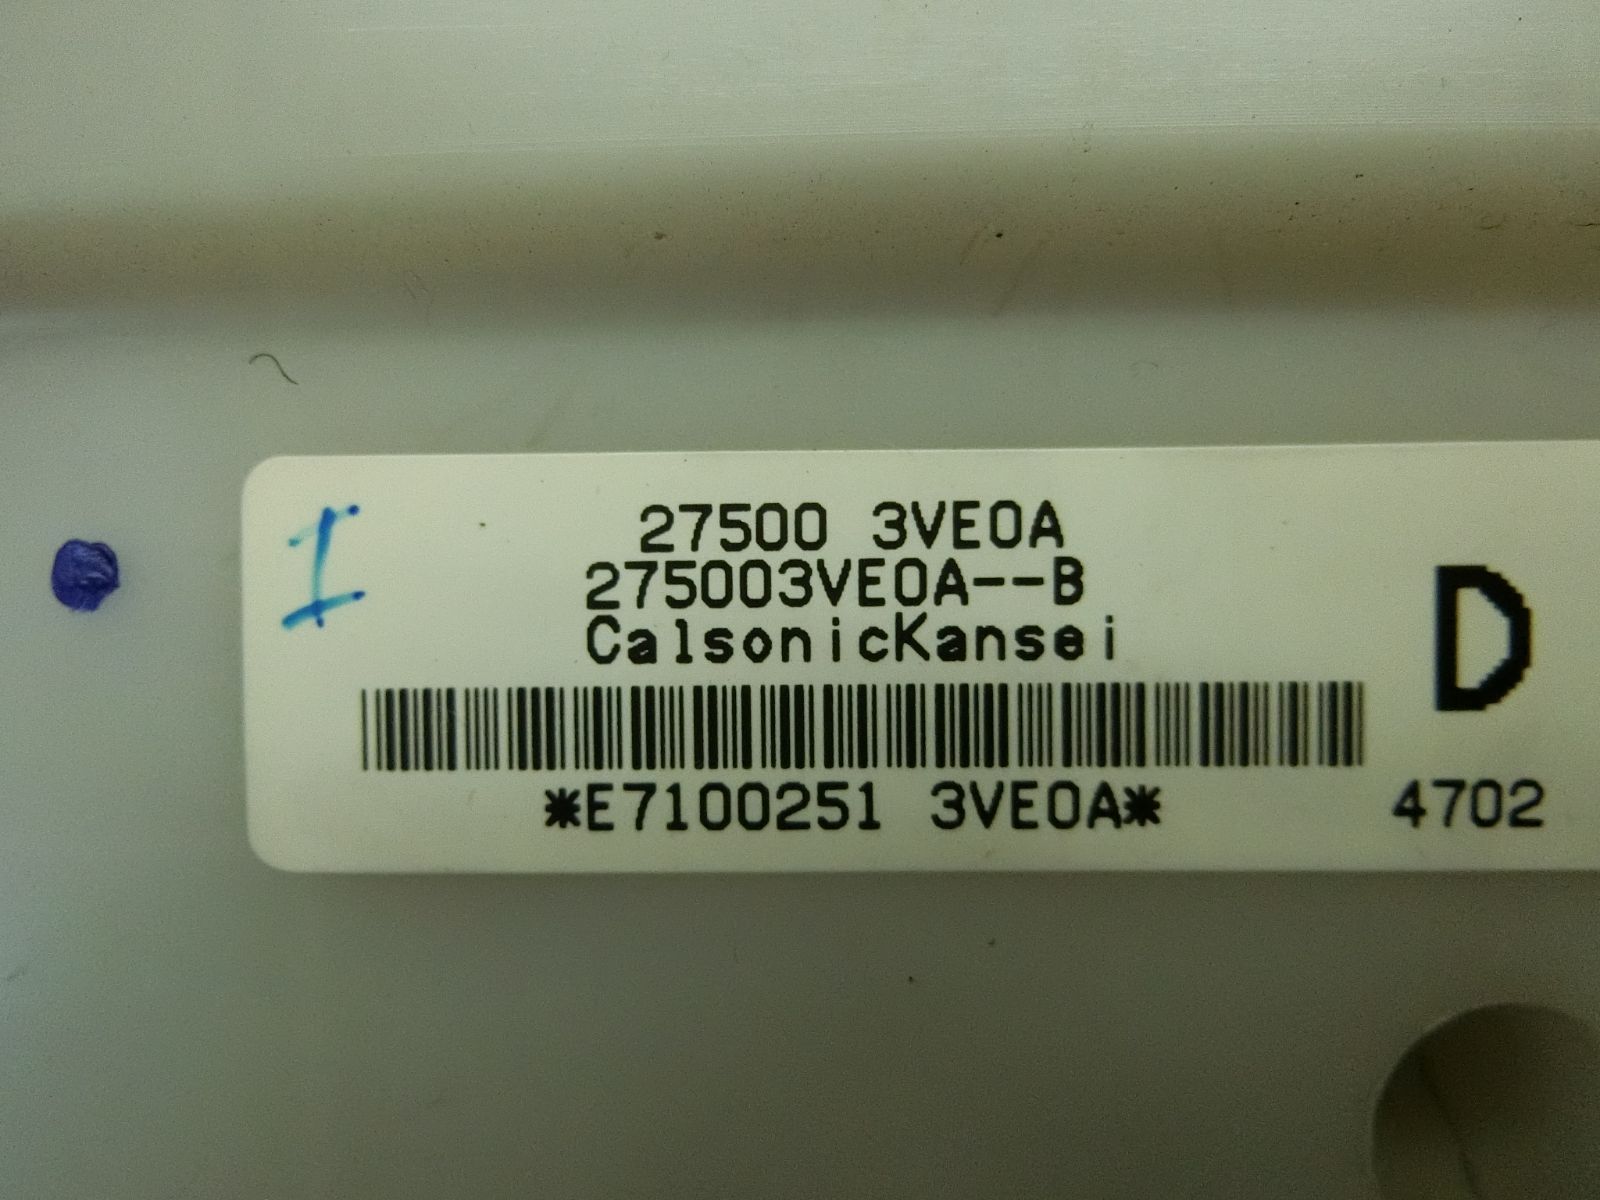 I
27500 3VE0A
275003VE0A--B
CalsonicKansei
D
*E7100251 3VE0A*
4702